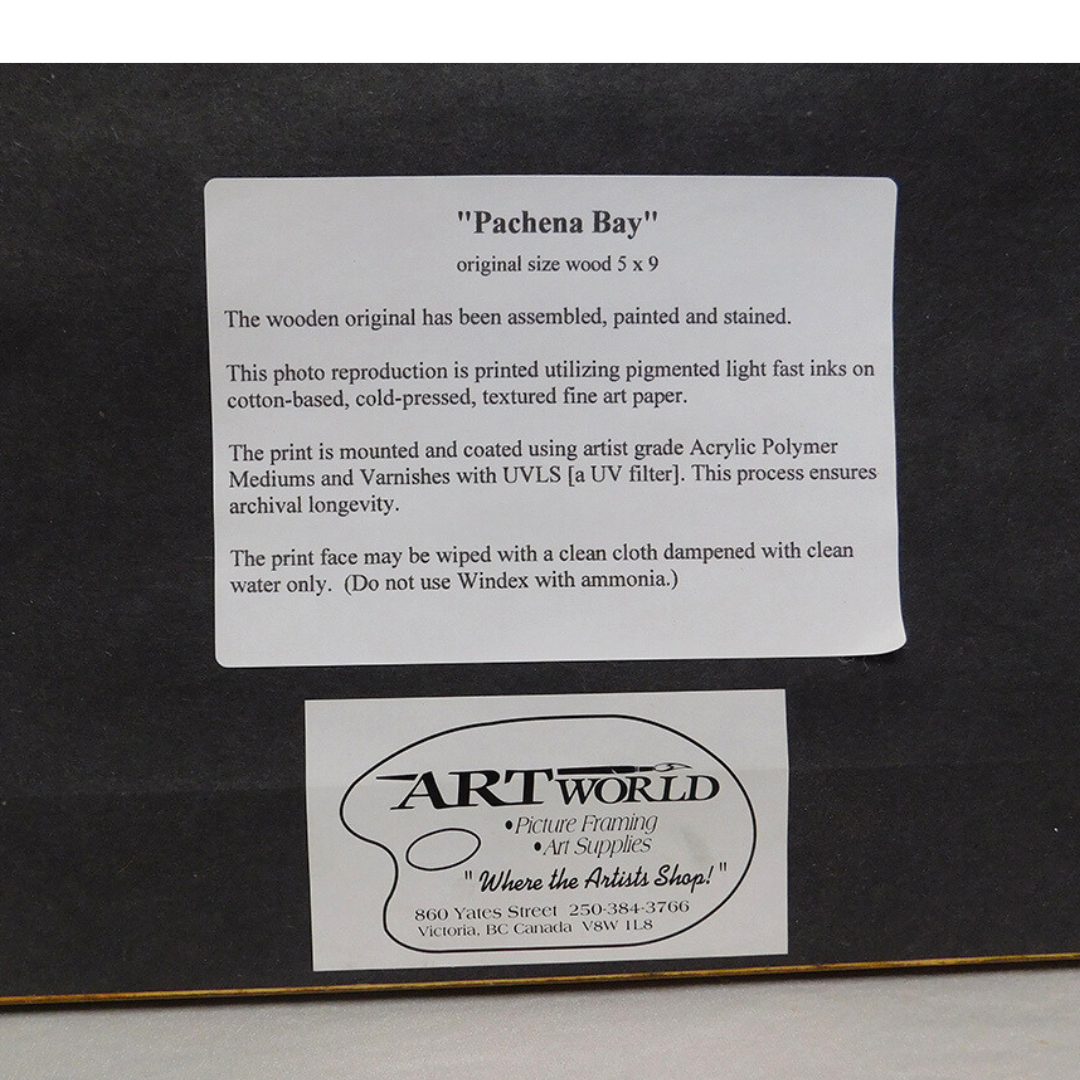 "Pachena Bay"
original size wood 5 x 9
The wooden original has been assembled, painted and stained.
This photo reproduction is printed utilizing pigmented light fast inks on
cotton-based, cold-pressed, textured fine art paper.
The print is mounted and coated using artist grade Acrylic Polymer
Mediums and Varnishes with UVLS [a UV filter]. This process ensures
archival longevity.
The print face may be wiped with a clean cloth dampened with clean
water only. (Do not use Windex with ammonia.)
ARTWORLD
•Picture Framing
•Art Supplies
"Where the Artists Shop!"
860 Yates Street 250-384-3766
Victoria, BC Canada V8W 1L8